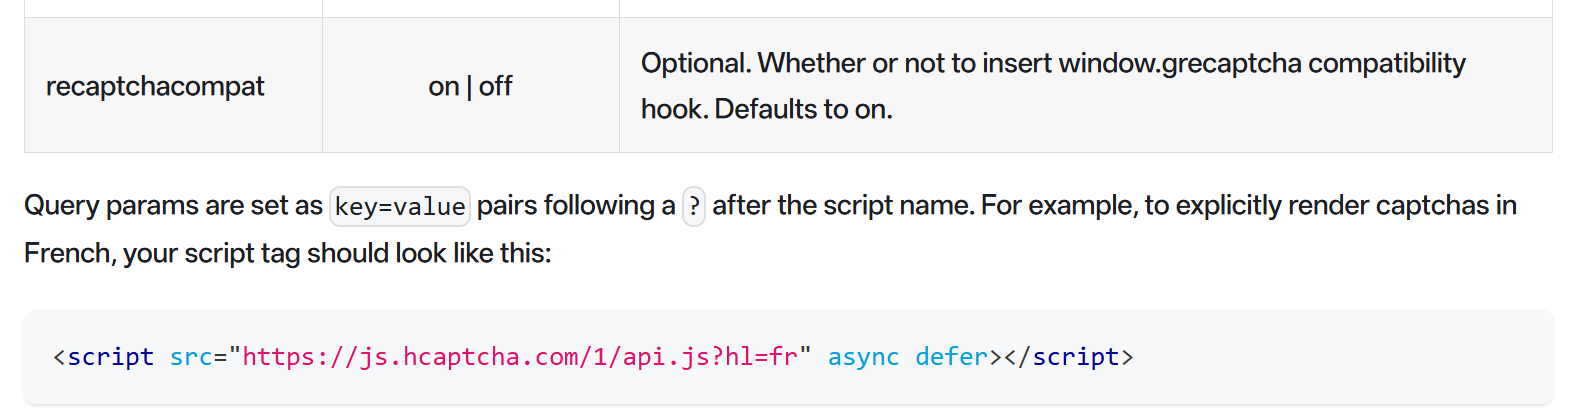 recaptchacompat
on | off
Optional. Whether or not to insert window.grecaptcha compatibility
hook. Defaults to on.
Query params are set as key=value pairs following a ? after the script name. For example, to explicitly render captchas in
French, your script tag should look like this:
<script src="https://js.hcaptcha.com/1/api.js?hl=fr" async defer></script>